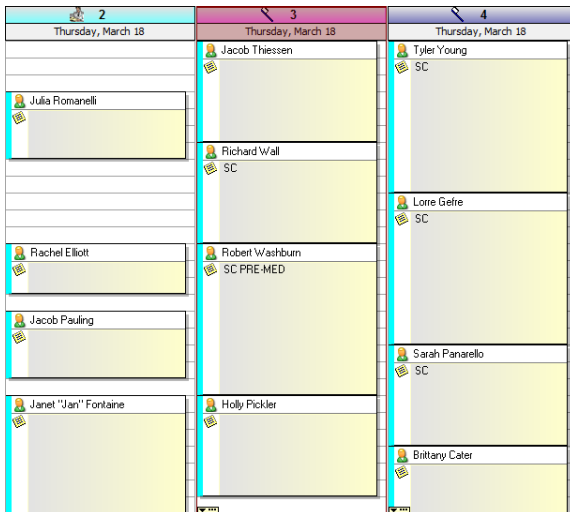 2
Thursday, March 18
Julia Romanelli
Rachel Elliott
Jacob Pauling
Janet "Jan" Fontaine
3
Thursday, March 18
Jacob Thiessen
Richard Wall
SC
Robert Washburn
SC PRE-MED
Holly Pickler
4
Thursday, March 18
Tyler Young
SC
Lorre Gefre
SC
Sarah Panarello
SC
Brittany Cater